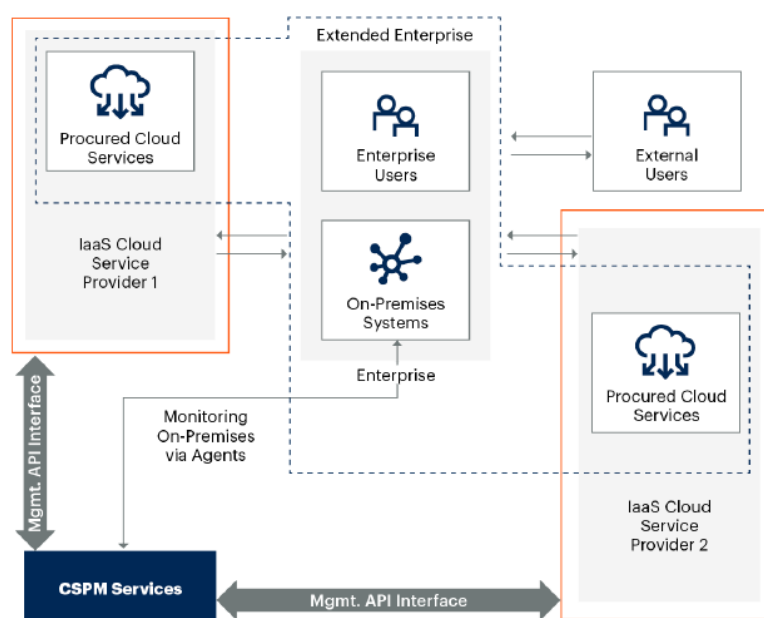 Extended Enterprise
Procured Cloud
Services
Enterprise
Users
External
Users
IaaS Cloud
Service
Provider 1
On-Premises
Systems
Enterprise
Procured Cloud
Services
Monitoring
On-Premises
via Agents
Mgmt. API Interface
IaaS Cloud
Service
Provider 2
CSPM Services
Mgmt. API Interface